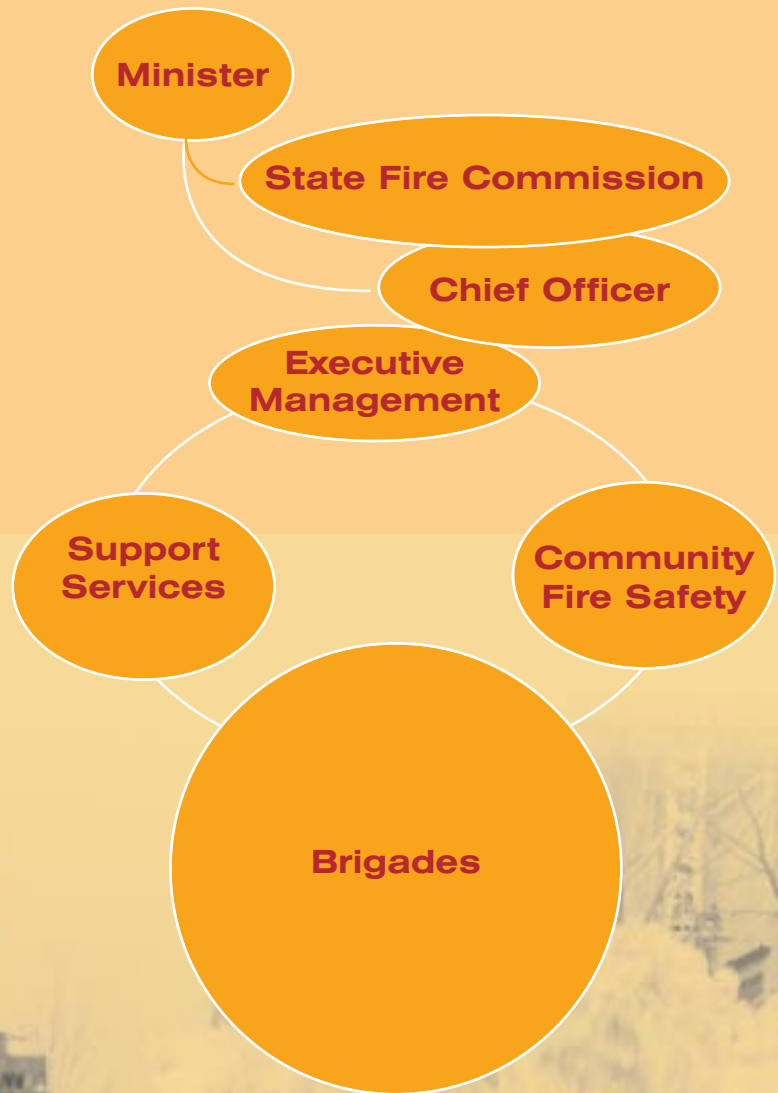 Minister
State Fire Commission
Chief Officer
Executive
Management
Support
Services
Community
Fire Safety
Brigades